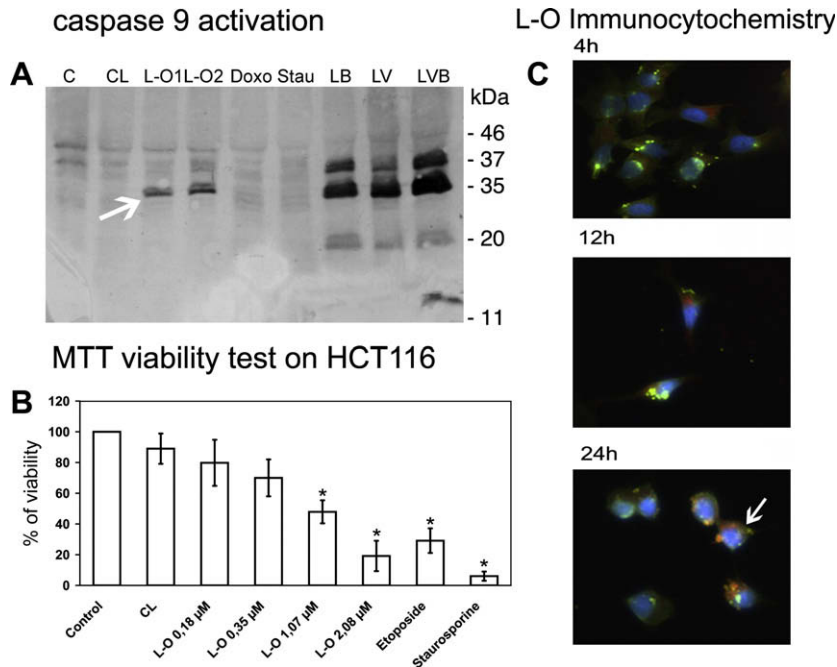 caspase 9 activation
L-O Immunocytochemistry
A
C CL L-O1 L-O2 Doxo Stau LB LV LVB
kDa
- 46
- 37
- 35
- 20
- 11
MTT viability test on HCT116
B
% of viability
120
100
80
60
40
20
0
* * * *
Control
CL
L-O 0,18 µM
L-O 0,35 µM
L-O 1,07 µM
L-O 2,08 µM
Etoposide
Staurosporine
C
4h
12h
24h